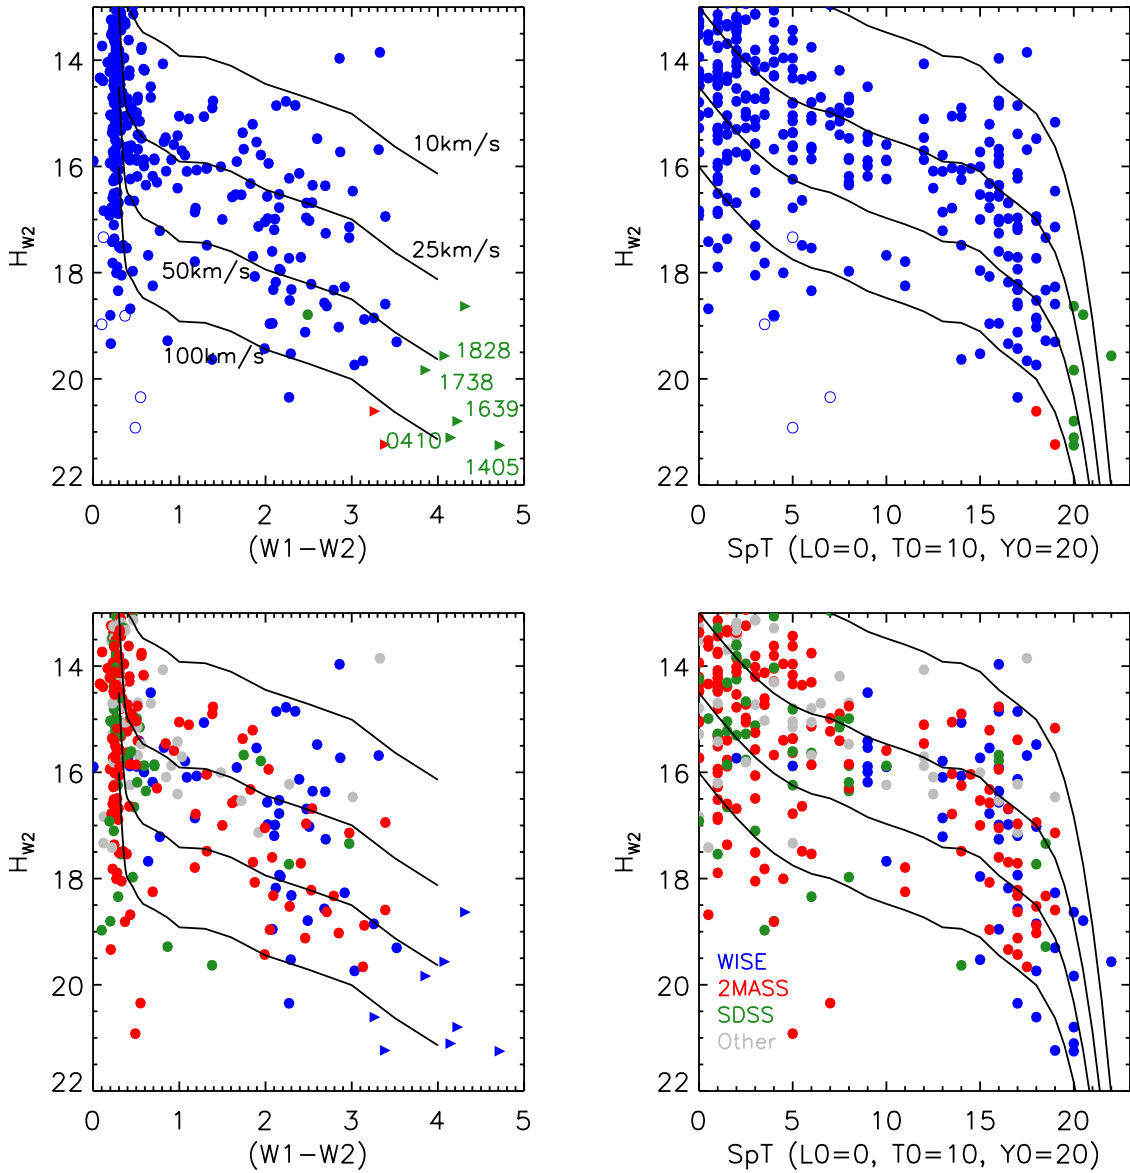 14
16
18
20
22
H_W2
10km/s
25km/s
50km/s
100km/s
1828
1738
1639
0410
1405
0 1 2 3 4 5
(W1−W2)
14
16
18
20
22
H_W2
0 5 10 15 20
SpT (L0=0, T0=10, Y0=20)
14
16
18
20
22
H_W2
0 1 2 3 4 5
(W1−W2)
14
16
18
20
22
H_W2
WISE
2MASS
SDSS
Other
0 5 10 15 20
SpT (L0=0, T0=10, Y0=20)